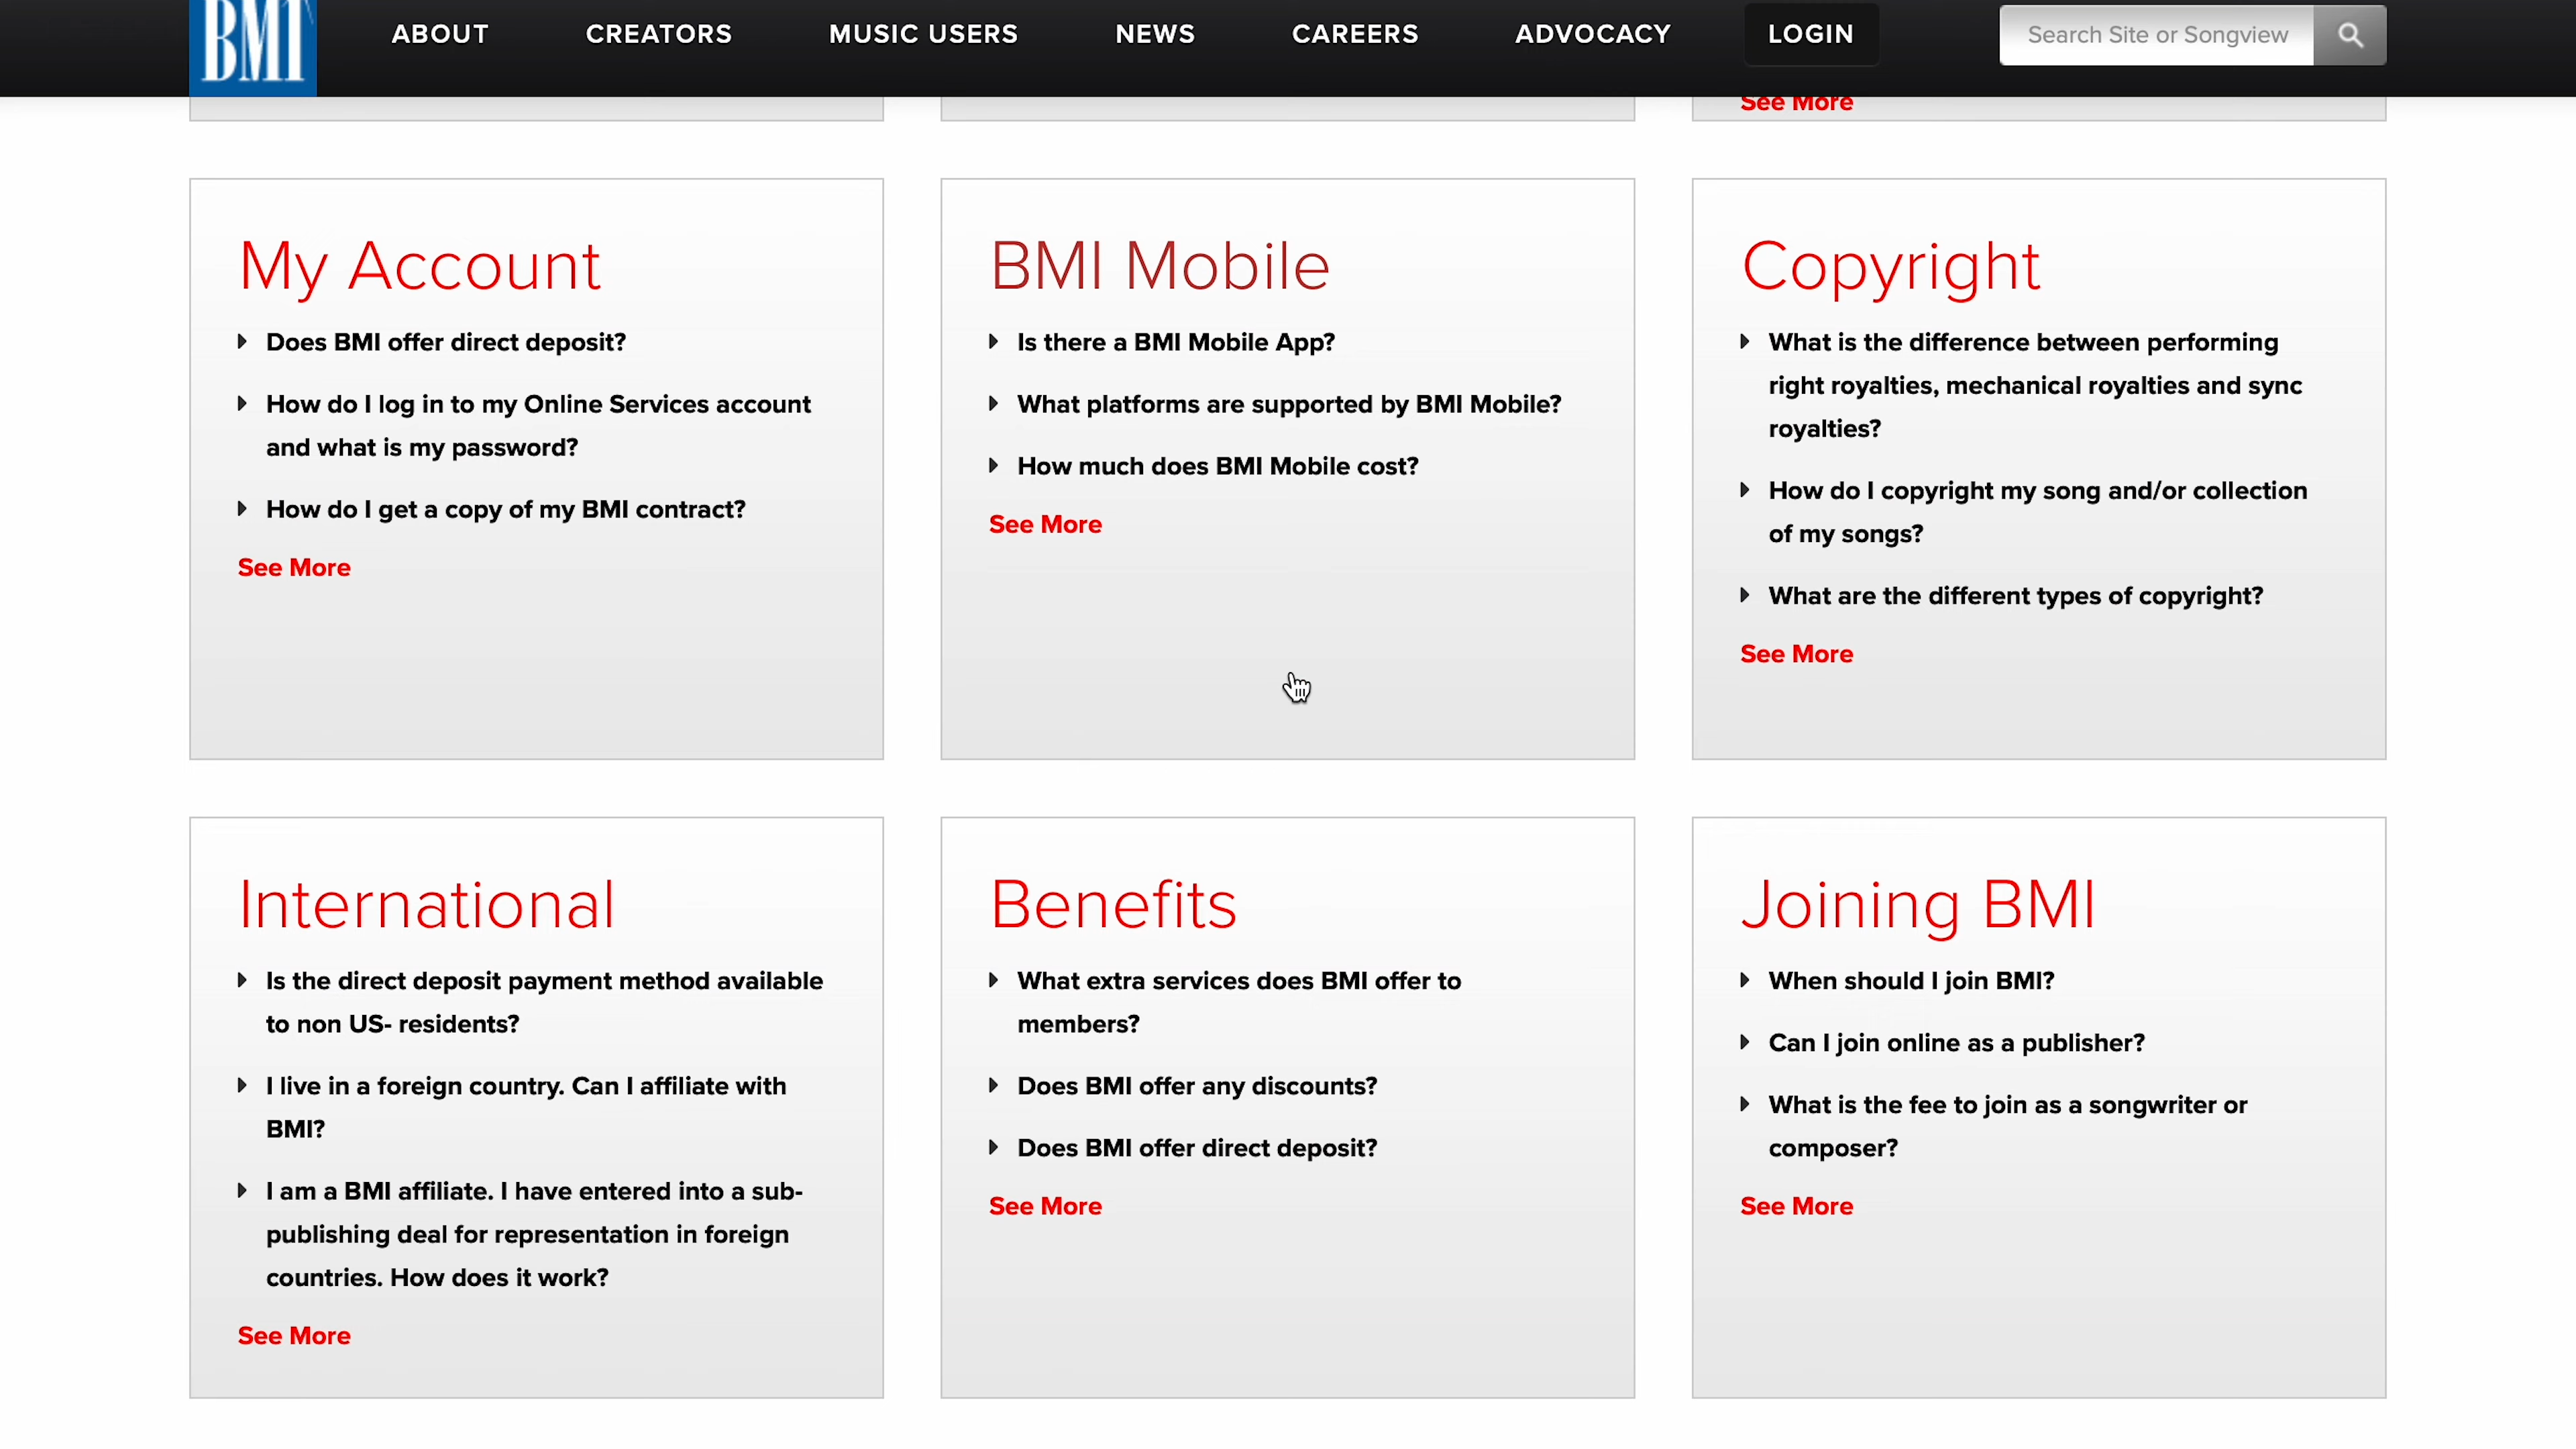 BMI
ABOUT
CREATORS
MUSIC USERS
NEWS
CAREERS
ADVOCACY
LOGIN
Search Site or Songview
See More
My Account
Does BMI offer direct deposit?
How do I log in to my Online Services account
and what is my password?
How do I get a copy of my BMI contract?
See More
BMI Mobile
Is there a BMI Mobile App?
What platforms are supported by BMI Mobile?
How much does BMI Mobile cost?
See More
Copyright
What is the difference between performing
right royalties, mechanical royalties and sync
royalties?
How do I copyright my song and/or collection
of my songs?
What are the different types of copyright?
See More
International
Is the direct deposit payment method available
to non US- residents?
I live in a foreign country. Can I affiliate with
BMI?
I am a BMI affiliate. I have entered into a sub-
publishing deal for representation in foreign
countries. How does it work?
See More
Benefits
What extra services does BMI offer to
members?
Does BMI offer any discounts?
Does BMI offer direct deposit?
See More
Joining BMI
When should I join BMI?
Can I join online as a publisher?
What is the fee to join as a songwriter or
composer?
See More